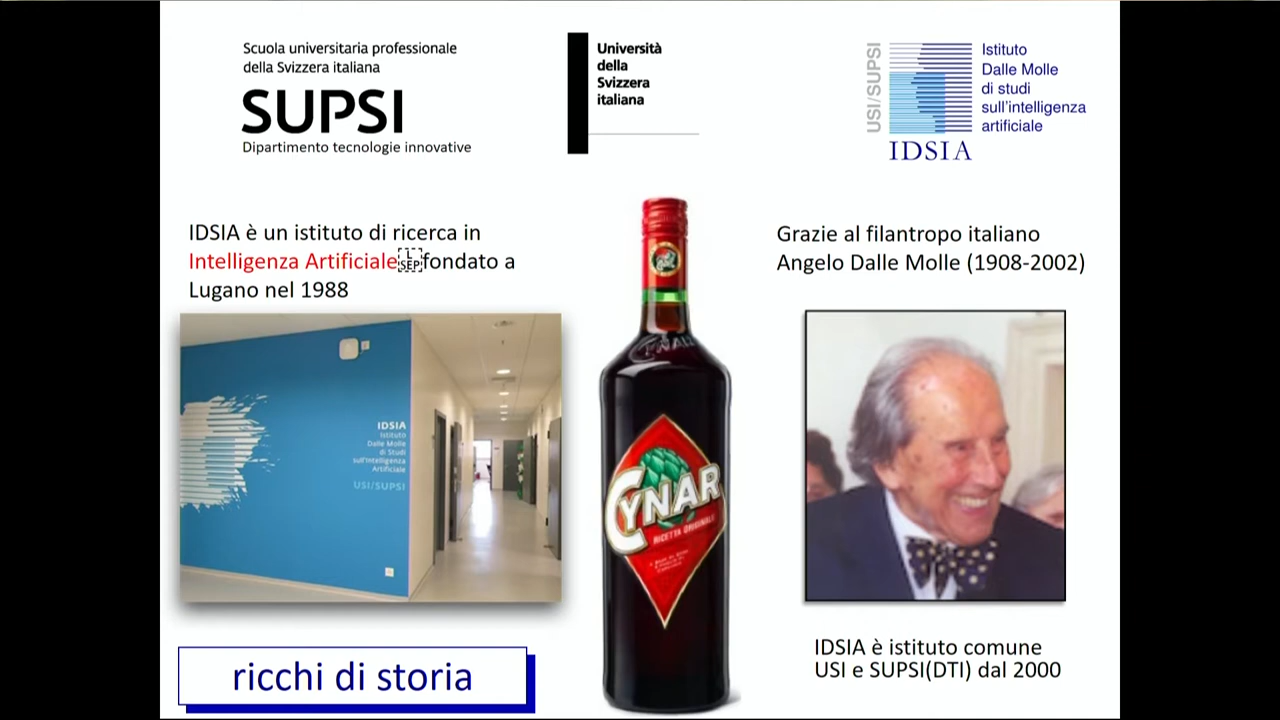 Scuola universitaria professionale
della Svizzera italiana
SUPSI
Dipartimento tecnologie innovative
Università
della
Svizzera
italiana
USI/SUPSI
Istituto
Dalle Molle
di studi
sull'intelligenza
artificiale
IDSIA
IDSIA è un istituto di ricerca in
Intelligenza Artificiale L SEP fondato a
Lugano nel 1988
IDSIA
Istituto
Dalle Molle
di Studi
sull'Intelligenza
Artificiale
USI/SUPSI
ricchi di storia
CYNAR
CYNAR
RICETTA ORIGINALE
Grazie al filantropo italiano
Angelo Dalle Molle (1908-2002)
IDSIA è istituto comune
USI e SUPSI(DTI) dal 2000